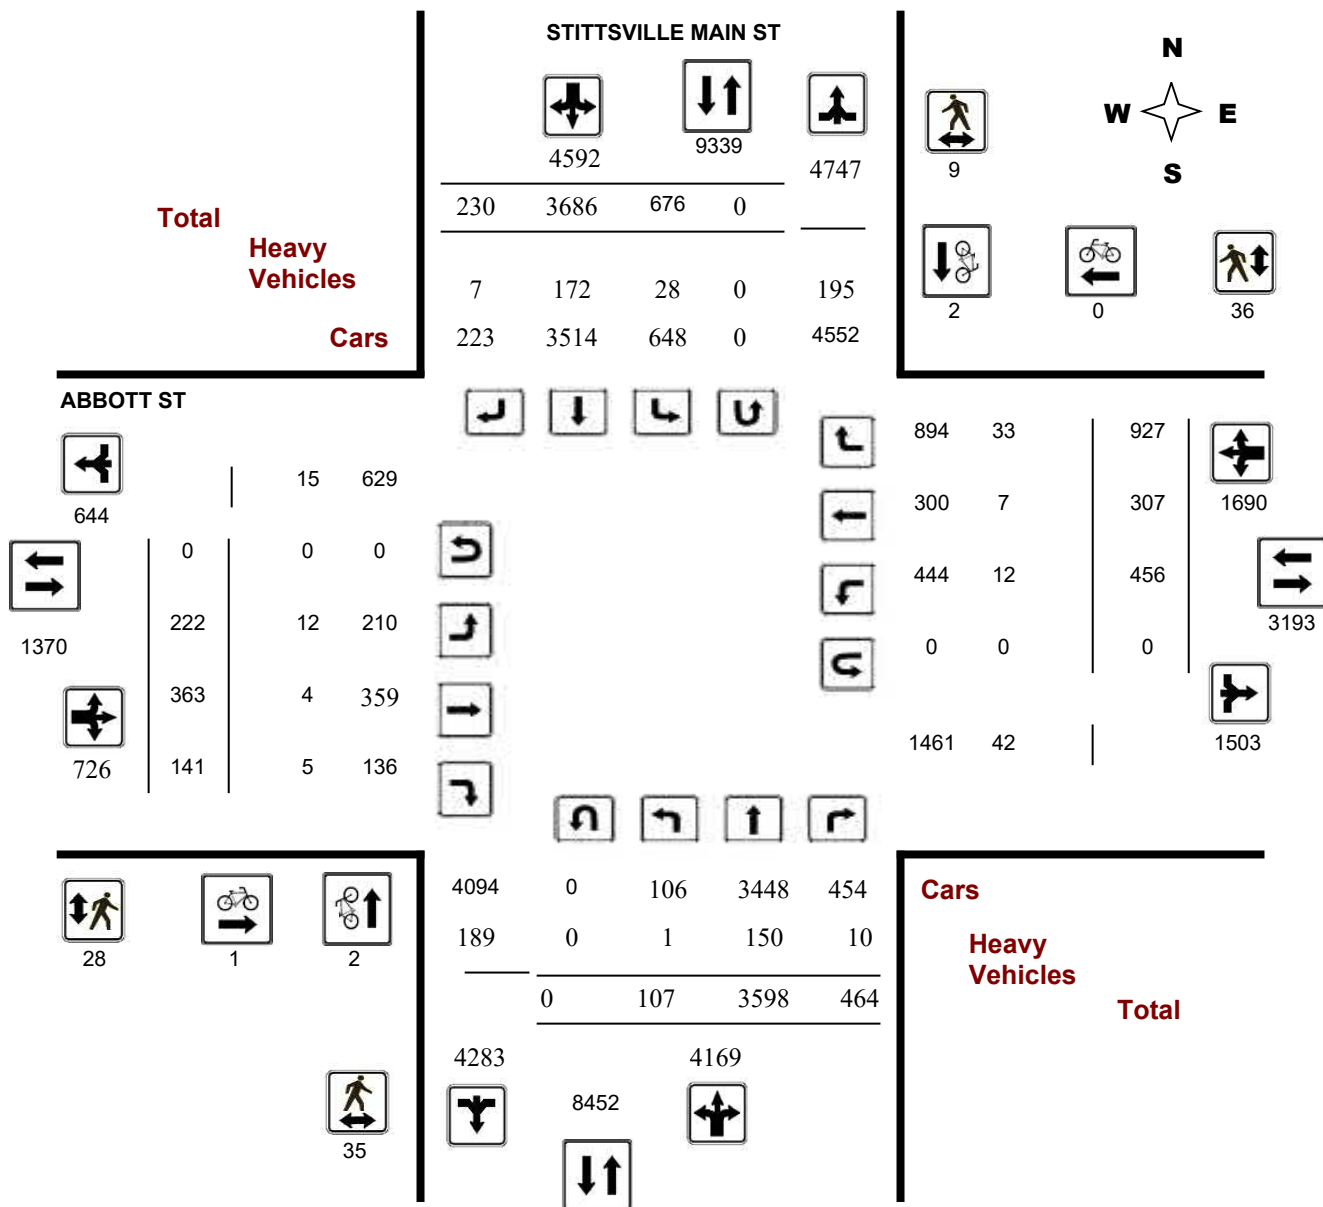 STITTSVILLE MAIN ST
N
W E
S
4592 9339 4747 9
230 3686 676 0
Total
Heavy
Vehicles
7 172 28 0 195
2 0 36
Cars 223 3514 648 0 4552
ABBOTT ST
894 33 927
15 629
644
300 7 307 1690
0 0 0
444 12 456
222 12 210
3193
1370
0 0 0
363 4 359
1461 42 1503
726 141 5 136
4094 0 106 3448 454
Cars
189 0 1 150 10
Heavy
Vehicles
28 1 2
0 107 3598 464
Total
4283 4169
8452
35